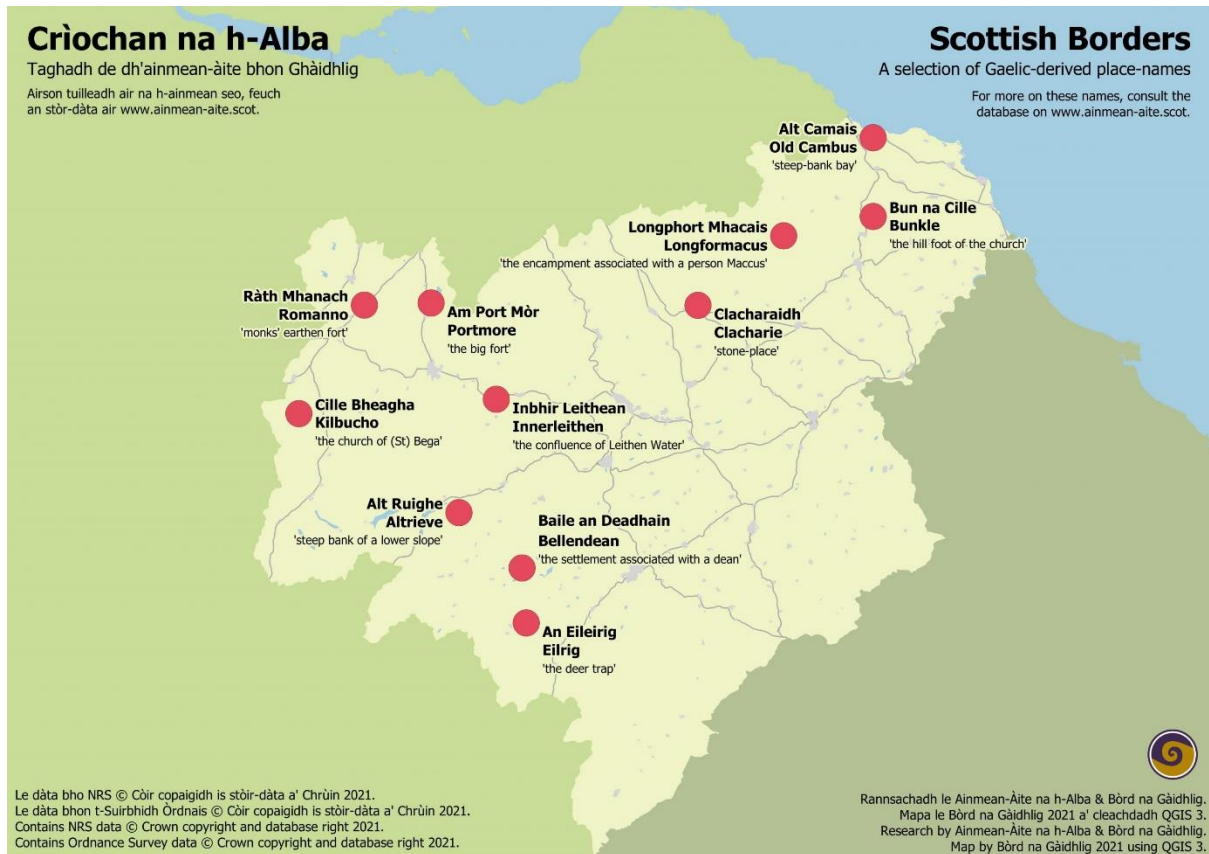 Crìochan na h-Alba
Taghadh de dh'ainmean-àite bhon Ghàidhlig
Airson tuilleadh air na h-ainmean seo, feuch
an stòr-dàta air www.ainmean-aite.scot.
Scottish Borders
A selection of Gaelic-derived place-names
For more on these names, consult the
database on www.ainmean-aite.scot.
Alt Camais
Old Cambus
'steep-bank bay'
Bun na Cille
Bunkle
'the hill foot of the church'
Longphort Mhacais
Longformacus
'the encampment associated with a person Maccus'
Ràth Mhanach
Romanno
'monks' earthen fort'
Am Port Mòr
Portmore
'the big fort'
Clacharaidh
Clacharie
'stone-place'
Cille Bheagha
Kilbucho
'the church of (St) Bega'
Inbhir Leithean
Innerleithen
'the confluence of Leithen Water'
Alt Ruighe
Altrieve
'steep bank of a lower slope'
Baile an Deadhain
Bellendean
'the settlement associated with a dean'
An Eileirig
Eilrig
'the deer trap'
Le dàta bho NRS © Còir copaigidh is stòir-dàta a' Chrùin 2021.
Le dàta bhon t-Suirbhidh Òrdnais © Còir copaigidh is stòir-dàta a' Chrùin 2021.
Contains NRS data © Crown copyright and database right 2021.
Contains Ordnance Survey data © Crown copyright and database right 2021.
Rannsachadh le Ainmean-Àite na h-Alba & Bòrd na Gàidhlig.
Mapa le Bòrd na Gàidhlig 2021 a' cleachdadh QGIS 3.
Research by Ainmean-Àite na h-Alba & Bòrd na Gàidhlig.
Map by Bòrd na Gàidhlig 2021 using QGIS 3.